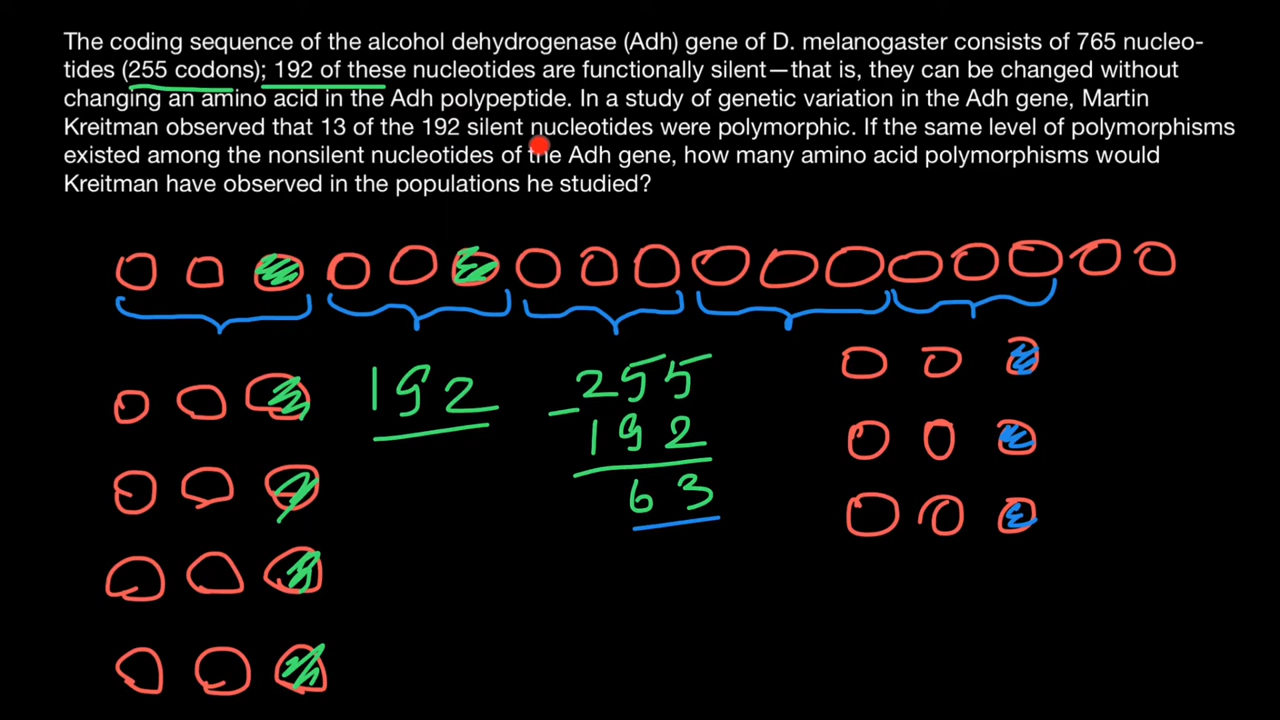 The coding sequence of the alcohol dehydrogenase (Adh) gene of D. melanogaster consists of 765 nucleo-
tides (255 codons); 192 of these nucleotides are functionally silent—that is, they can be changed without
changing an amino acid in the Adh polypeptide. In a study of genetic variation in the Adh gene, Martin
Kreitman observed that 13 of the 192 silent nucleotides were polymorphic. If the same level of polymorphisms
existed among the nonsilent nucleotides of the Adh gene, how many amino acid polymorphisms would
Kreitman have observed in the populations he studied?
192
255
- 192
63